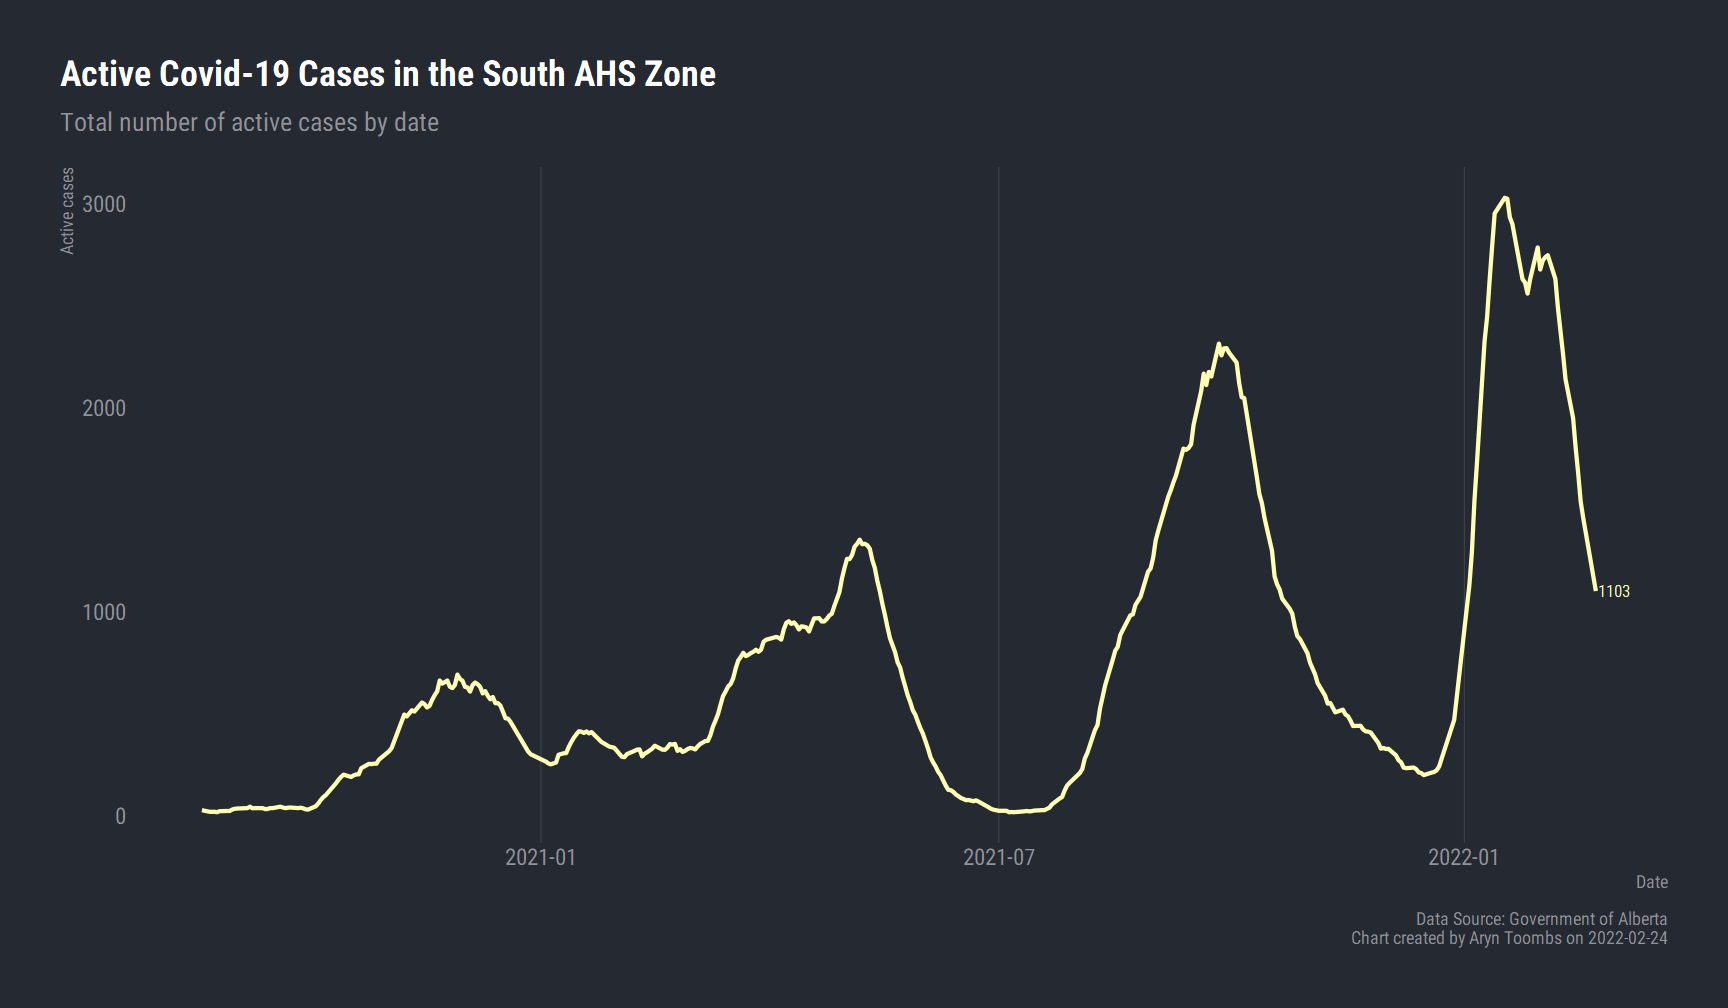 Active Covid-19 Cases in the South AHS Zone
Total number of active cases by date
Active cases
3000
2000
1000
0
1103
2021-01
2021-07
2022-01
Date
Data Source: Government of Alberta
Chart created by Aryn Toombs on 2022-02-24